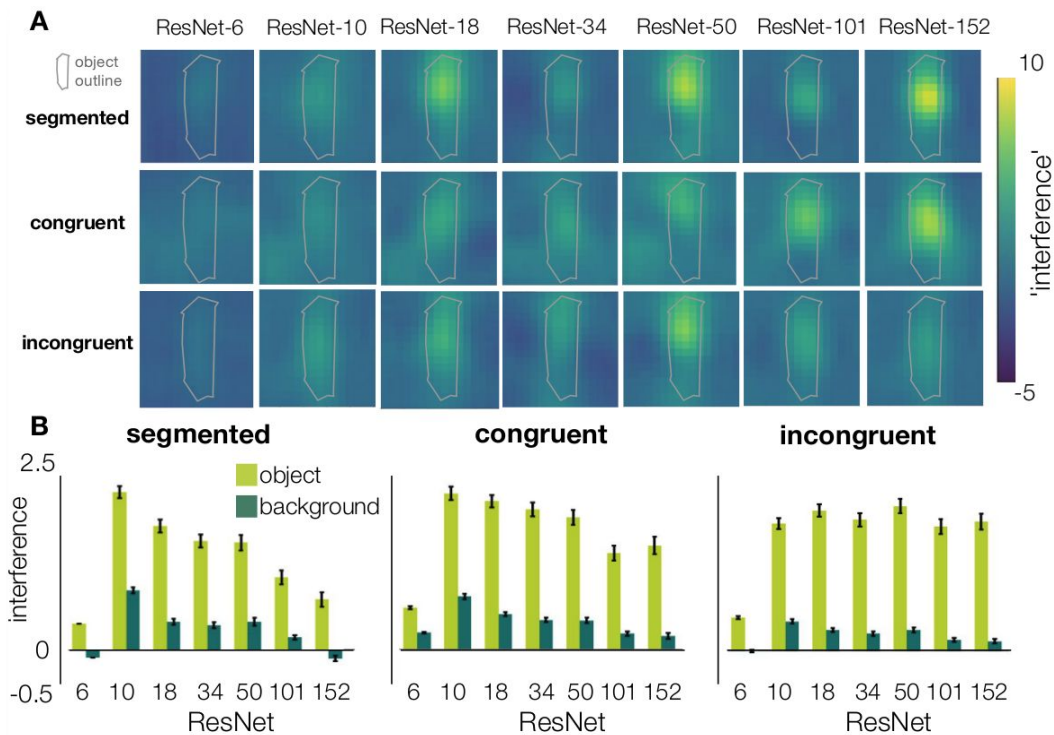 A
ResNet-6 ResNet-10 ResNet-18 ResNet-34 ResNet-50 ResNet-101 ResNet-152
object
outline
10
segmented
congruent
'interference'
incongruent
-5
B
segmented congruent incongruent
2.5
object
background
interference
0
-0.5
6 10 18 34 50 101 152 6 10 18 34 50 101 152 6 10 18 34 50 101 152
ResNet ResNet ResNet